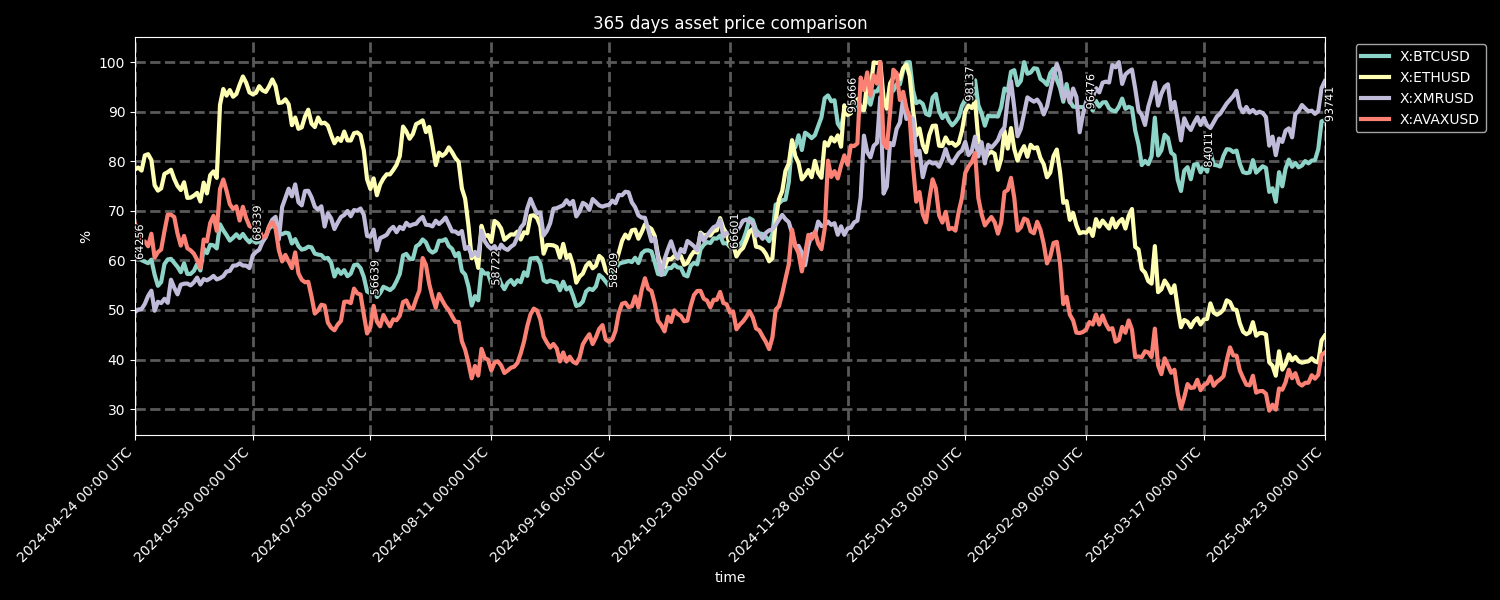 365 days asset price comparison
X:BTCUSD
X:ETHUSD
X:XMRUSD
X:AVAXUSD
%
100
90
80
70
60
50
40
30
64256
68339
56639
58722
58209
66601
95666
98137
96476
84011
93741
2024-04-24 00:00 UTC
2024-05-30 00:00 UTC
2024-07-05 00:00 UTC
2024-08-11 00:00 UTC
2024-09-16 00:00 UTC
2024-10-23 00:00 UTC
2024-11-28 00:00 UTC
2025-01-03 00:00 UTC
2025-02-09 00:00 UTC
2025-03-17 00:00 UTC
2025-04-23 00:00 UTC
time